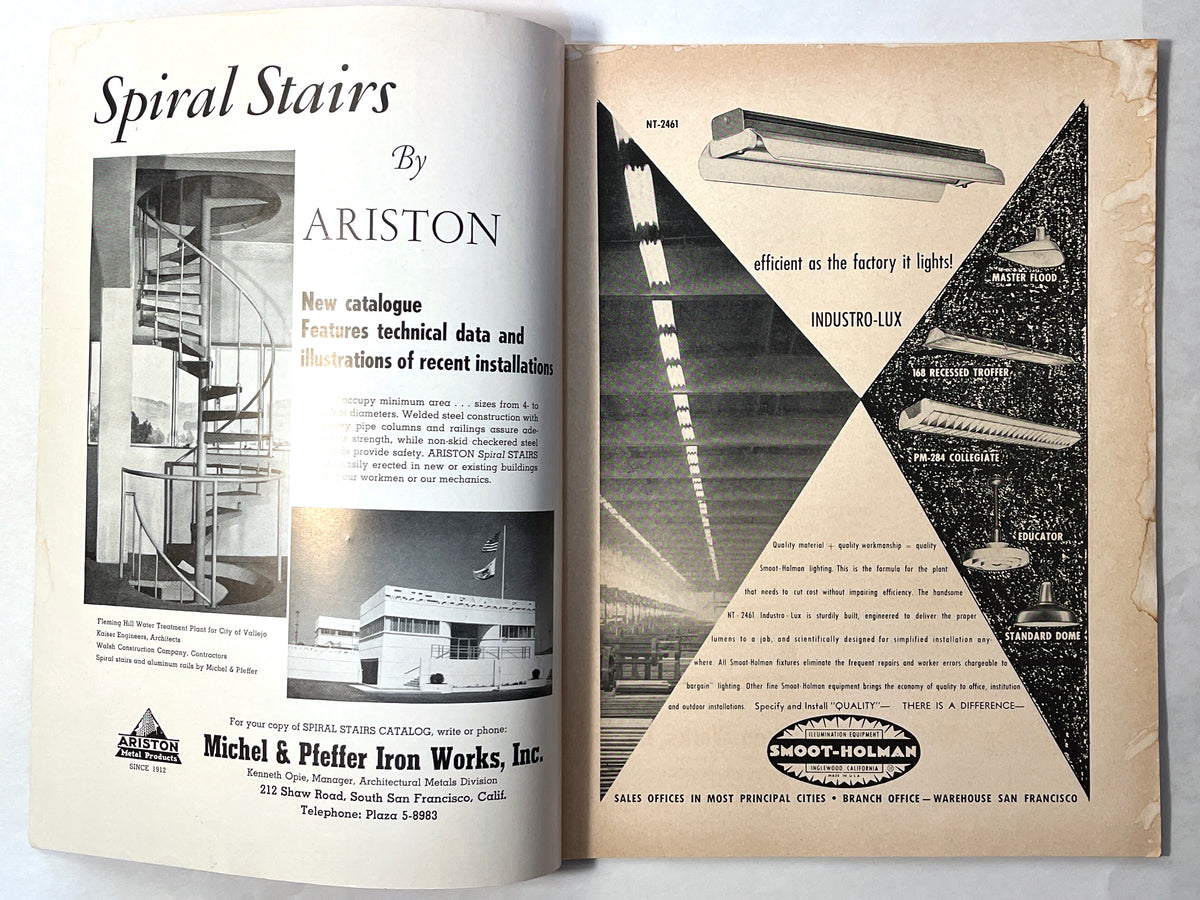 Spiral Stairs
By
ARISTON
New catalogue
Features technical data and
illustrations of recent installations
occupy minimum area . . . sizes from 4- to
diameters. Welded steel construction with
pipe columns and railings assure ade-
strength, while non-skid checkered steel
provide safety. ARISTON Spiral STAIRS
easily erected in new or existing buildings
your workmen or our mechanics.
Fleming Hill Water Treatment Plant for City of Vallejo
Kaiser Engineers, Architects
Walsh Construction Company, Contractors
Spiral stairs and aluminum rails by Michel & Pfeffer
ARISTON
Metal Products
SINCE 1912
For your copy of SPIRAL STAIRS CATALOG, write or phone:
Michel & Pfeffer Iron Works, Inc.
Kenneth Opie, Manager, Architectural Metals Division
212 Shaw Road, South San Francisco, Calif.
Telephone: Plaza 5-8983
NT-2461
efficient as the factory it lights!
INDUSTRO-LUX
MASTER FLOOD
168 RECESSED TROFFER
PM-284 COLLEGIATE
EDUCATOR
STANDARD DOME
Quality material + quality workmanship = quality
Smoot-Holman lighting. This is the formula for the plant
that needs to cut cost without impairing efficiency. The handsome
NT - 2461 Industro - Lux is sturdily built, engineered to deliver the proper
lumens to a job, and scientifically designed for simplified installation any-
where. All Smoot-Holman fixtures eliminate the frequent repairs and worker errors chargeable to
"bargain" lighting. Other fine Smoot-Holman equipment brings the economy of quality to office, institution
and outdoor installations. Specify and Install "QUALITY"— THERE IS A DIFFERENCE—
ILLUMINATION EQUIPMENT
SMOOT-HOLMAN
INGLEWOOD, CALIFORNIA
MADE IN U.S.A.
SALES OFFICES IN MOST PRINCIPAL CITIES • BRANCH OFFICE — WAREHOUSE SAN FRANCISCO